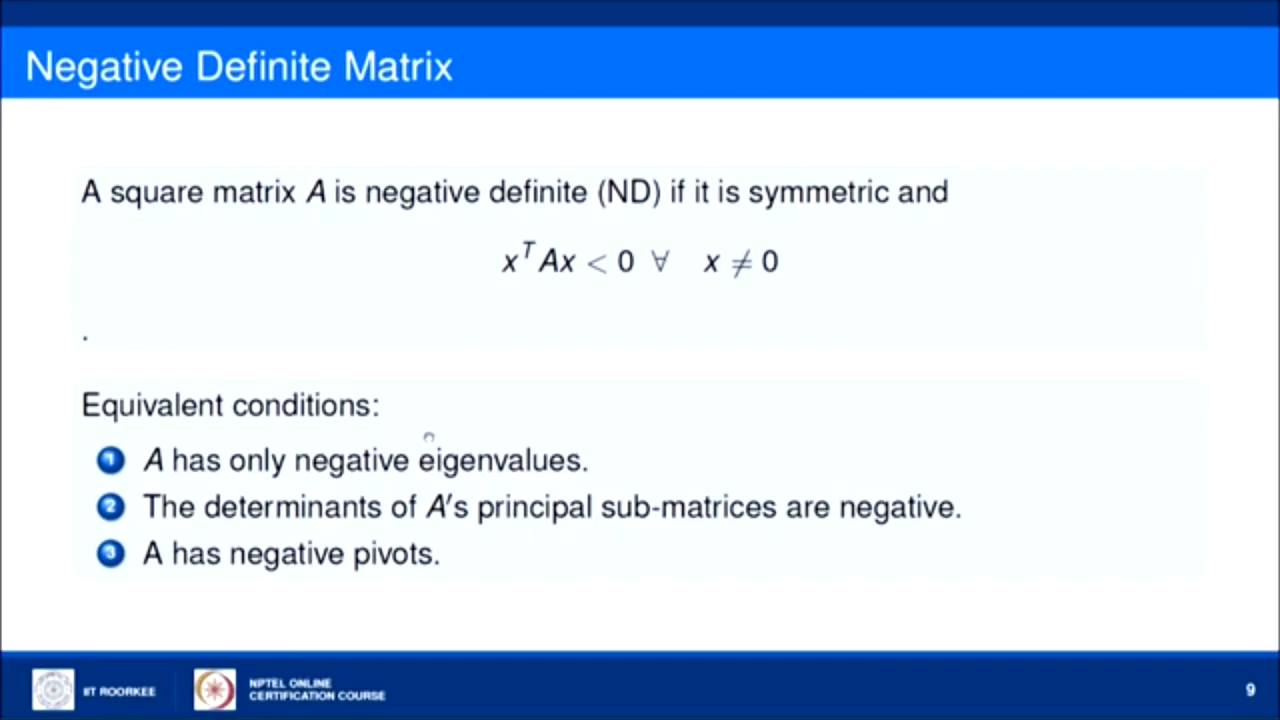 Negative Definite Matrix
A square matrix A is negative definite (ND) if it is symmetric and
x^T Ax < 0 ∀ x ≠ 0
.
Equivalent conditions:
1 A has only negative eigenvalues.
2 The determinants of A′s principal sub-matrices are negative.
3 A has negative pivots.
IIT ROORKEE
NPTEL ONLINE
CERTIFICATION COURSE
9